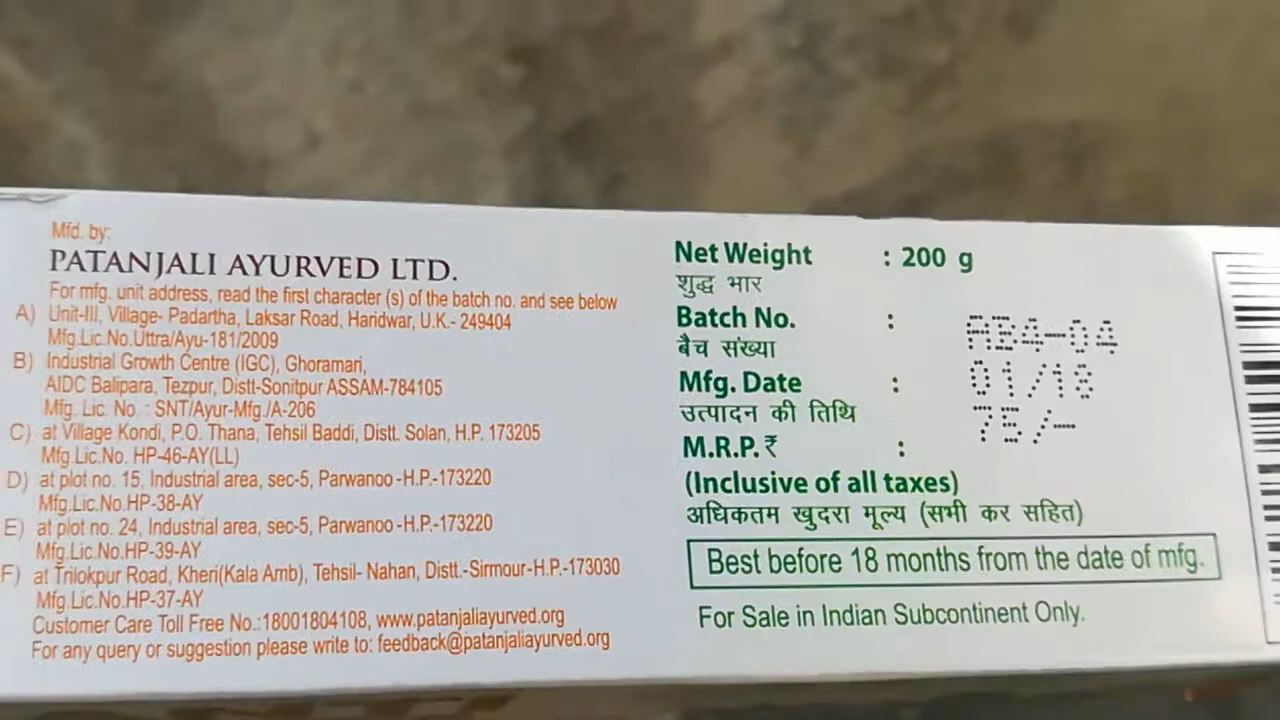 Mfd. by:
PATANJALI AYURVED LTD.
For mfg. unit address, read the first character (s) of the batch no. and see below
A) Unit-III, Village- Padartha, Laksar Road, Haridwar, U.K.- 249404
Mfg.Lic.No.Uttra/Ayu-181/2009
B) Industrial Growth Centre (IGC), Ghoramari,
AIDC Balipara, Tezpur, Distt-Sonitpur ASSAM-784105
Mfg. Lic. No. : SNT/Ayur-Mfg./A-206
C) at Village Kondi, P.O. Thana, Tehsil Baddi, Distt. Solan, H.P. 173205
Mfg.Lic.No. HP-46-AY(LL)
D) at plot no. 15, Industrial area, sec-5, Parwanoo -H.P.-173220
Mfg.Lic.No.HP-38-AY
E) at plot no. 24, Industrial area, sec-5, Parwanoo -H.P.-173220
Mfg.Lic.No.HP-39-AY
F) at Trilokpur Road, Kheri(Kala Amb), Tehsil- Nahan, Distt.-Sirmour-H.P.-173030
Mfg.Lic.No.HP-37-AY
Customer Care Toll Free No.:18001804108, www.patanjaliayurved.org
For any query or suggestion please write to: feedback@patanjaliayurved.org
Net Weight : 200 g
शुद्ध भार
Batch No. : AB4-04
बैच संख्या
Mfg. Date : 01/18
उत्पादन की तिथि
M.R.P. ₹ : 75/-
(Inclusive of all taxes)
अधिकतम खुदरा मूल्य (सभी कर सहित)
Best before 18 months from the date of mfg.
For Sale in Indian Subcontinent Only.